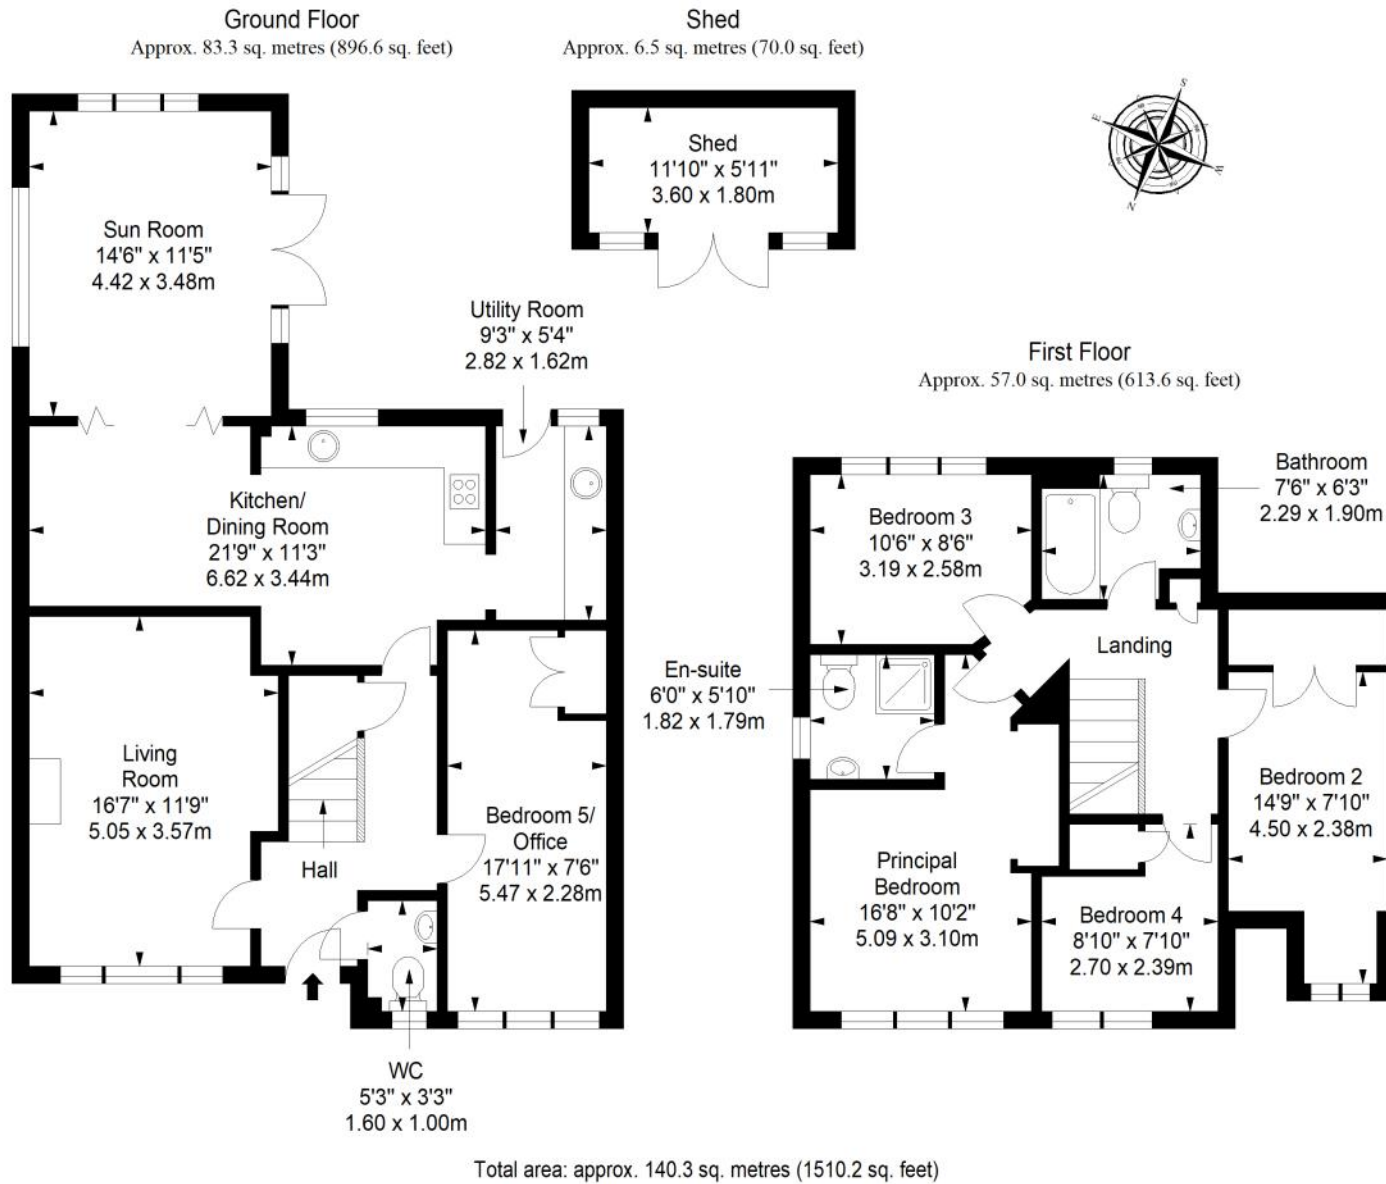 Ground Floor
Approx. 83.3 sq. metres (896.6 sq. feet)
Shed
Approx. 6.5 sq. metres (70.0 sq. feet)
Shed
11'10" x 5'11"
3.60 x 1.80m
S
E
W
N
Sun Room
14'6" x 11'5"
4.42 x 3.48m
Utility Room
9'3" x 5'4"
2.82 x 1.62m
Kitchen/
Dining Room
21'9" x 11'3"
6.62 x 3.44m
Living
Room
16'7" x 11'9"
5.05 x 3.57m
Hall
Bedroom 5/
Office
17'11" x 7'6"
5.47 x 2.28m
WC
5'3" x 3'3"
1.60 x 1.00m
First Floor
Approx. 57.0 sq. metres (613.6 sq. feet)
Bedroom 3
10'6" x 8'6"
3.19 x 2.58m
Bathroom
7'6" x 6'3"
2.29 x 1.90m
Landing
En-suite
6'0" x 5'10"
1.82 x 1.79m
Bedroom 2
14'9" x 7'10"
4.50 x 2.38m
Principal
Bedroom
16'8" x 10'2"
5.09 x 3.10m
Bedroom 4
8'10" x 7'10"
2.70 x 2.39m
Total area: approx. 140.3 sq. metres (1510.2 sq. feet)